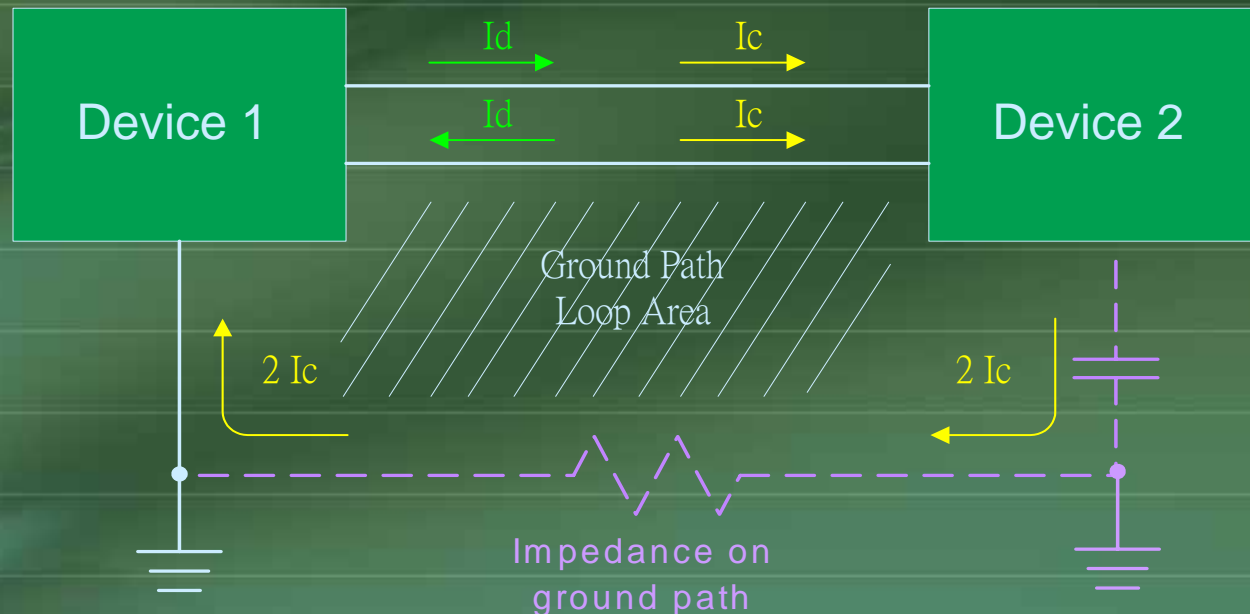 Id
Ic
Device 1
Device 2
Id
Ic
Ground Path
Loop Area
2 Ic
2 Ic
Impedance on
ground path